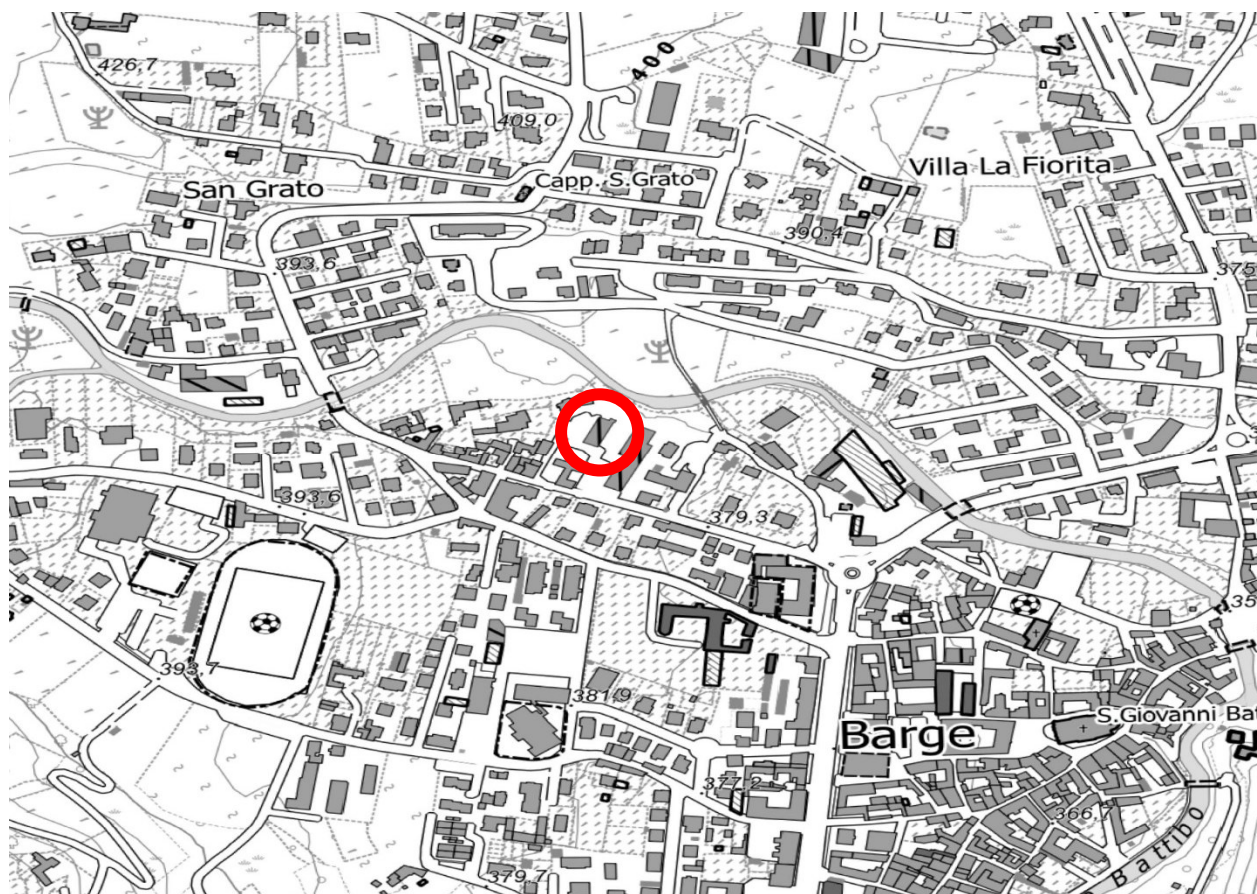 400
426,7
409,0
San Grato
Capp. S.Grato
Villa La Fiorita
390,4
393,6
375
393,6
379,3
35
393,7
381,9
S.Giovanni Bat
Barge
377,2
366,7
Battibo
379,7